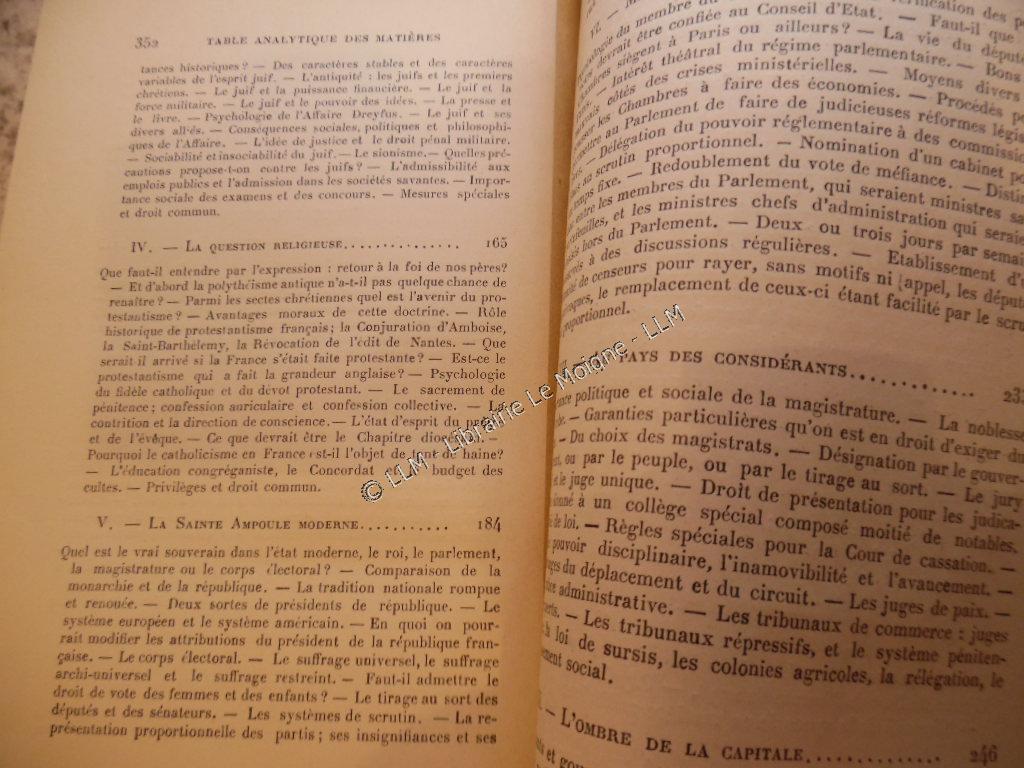 352 TABLE ANALYTIQUE DES MATIÈRES
tances historiques? — Des caractères stables et des caractères
variables de l'esprit juif. — L'antiquité : les juifs et les premiers
chrétiens. — Le juif et la puissance financière. — Le juif et la
force militaire. — Le juif et le pouvoir des idées. — La presse et
le livre. — Psychologie de l'Affaire Dreyfus. — Le juif et ses
divers alliés. — Conséquences sociales, politiques et philosophi-
ques de l'Affaire. — L'idée de justice et le droit pénal militaire.
— Sociabilité et insociabilité du juif. — Le sionisme. — Quelles pré-
cautions propose-t-on contre les juifs? — L'admissibilité aux
emplois publics et l'admission dans les sociétés savantes. — Impor-
tance sociale des examens et des concours. — Mesures spéciales
et droit commun.
IV. — LA QUESTION RELIGIEUSE............... 165
Que faut-il entendre par l'expression : retour à la foi de nos pères?
— Et d'abord le polythéisme antique n'a-t-il pas quelque chance de
renaître? — Parmi les sectes chrétiennes quel est l'avenir du pro-
testantisme? — Avantages moraux de cette doctrine. — Rôle
historique de protestantisme français; la Conjuration d'Amboise,
la Saint-Barthélemy, la Révocation de l'édit de Nantes. — Que
serait-il arrivé si la France s'était faite protestante? — Est-ce le
protestantisme qui a fait la grandeur anglaise? — Psychologie
du fidèle catholique et du dévot protestant. — Le sacrement de
pénitence; confession auriculaire et confession collective. — La
contrition et la direction de conscience. — L'état d'esprit du
et de l'évêque. — Ce que devrait être le Chapitre —
Pourquoi le catholicisme en France est-il l'objet de tant de haine?
— L'éducation congréganiste, le Concordat budget des
cultes. — Privilèges et droit commun.
V. — LA SAINTE AMPOULE MODERNE........... 184
Quel est le vrai souverain dans l'état moderne, le roi, le parlement,
la magistrature ou le corps électoral? — Comparaison de la
monarchie et de la république. — La tradition nationale rompue
et renouée. — Deux sortes de présidents de république. — Le
système européen et le système américain. — En quoi on pour-
rait modifier les attributions du président de la république fran-
çaise. — Le corps électoral. — Le suffrage universel, le suffrage
archi-universel et le suffrage restreint. — Faut-il admettre le
droit de vote des femmes et des enfants? — Le tirage au sort des
députés et des sénateurs. — Les systèmes de scrutin. — La re-
présentation proportionnelle des partis; ses insignifiances et ses
du membre du
devrait être confiée au Conseil d'Etat. — Faut-il que
siègent à Paris ou ailleurs? — La vie du député
Intérêt théâtral du régime parlementaire. — Bons
côtés des crises ministérielles. — Moyens divers
les Chambres à faire des économies. — Procédés
au Parlement de faire de judicieuses réformes légis
— Délégation du pouvoir réglementaire à des commission
au scrutin proportionnel. — Nomination d'un cabinet
temps fixe. — Redoublement du vote de méfiance. — Distin
entre les membres du Parlement, qui seraient ministres sa
et les ministres chefs d'administration qui serai
hors du Parlement. — Deux ou trois jours par semai
à des discussions régulières. — Etablissement d'
de censeurs pour rayer, sans motifs ni appel, les députés
le remplacement de ceux-ci étant facilité par le scru
proportionnel.
PAYS DES CONSIDÉRANTS............ 23
politique et sociale de la magistrature. — La noblesse
— Garanties particulières qu'on est en droit d'exiger du
— Du choix des magistrats. — Désignation par le gouver-
ou par le peuple, ou par le tirage au sort. — Le jury
et le juge unique. — Droit de présentation pour les judica-
à un collège spécial composé moitié de notables,
de loi. — Règles spéciales pour la Cour de cassation. —
pouvoir disciplinaire, l'inamovibilité et l'avancement. —
du déplacement et du circuit. — Les juges de paix. —
administrative. — Les tribunaux de commerce : juges
— Les tribunaux répressifs, et le système péniten-
loi de sursis, les colonies agricoles, la rélégation, le
social.
— L'OMBRE DE LA CAPITALE............. 246
© LLM - Librairie Le Moigne - LLM